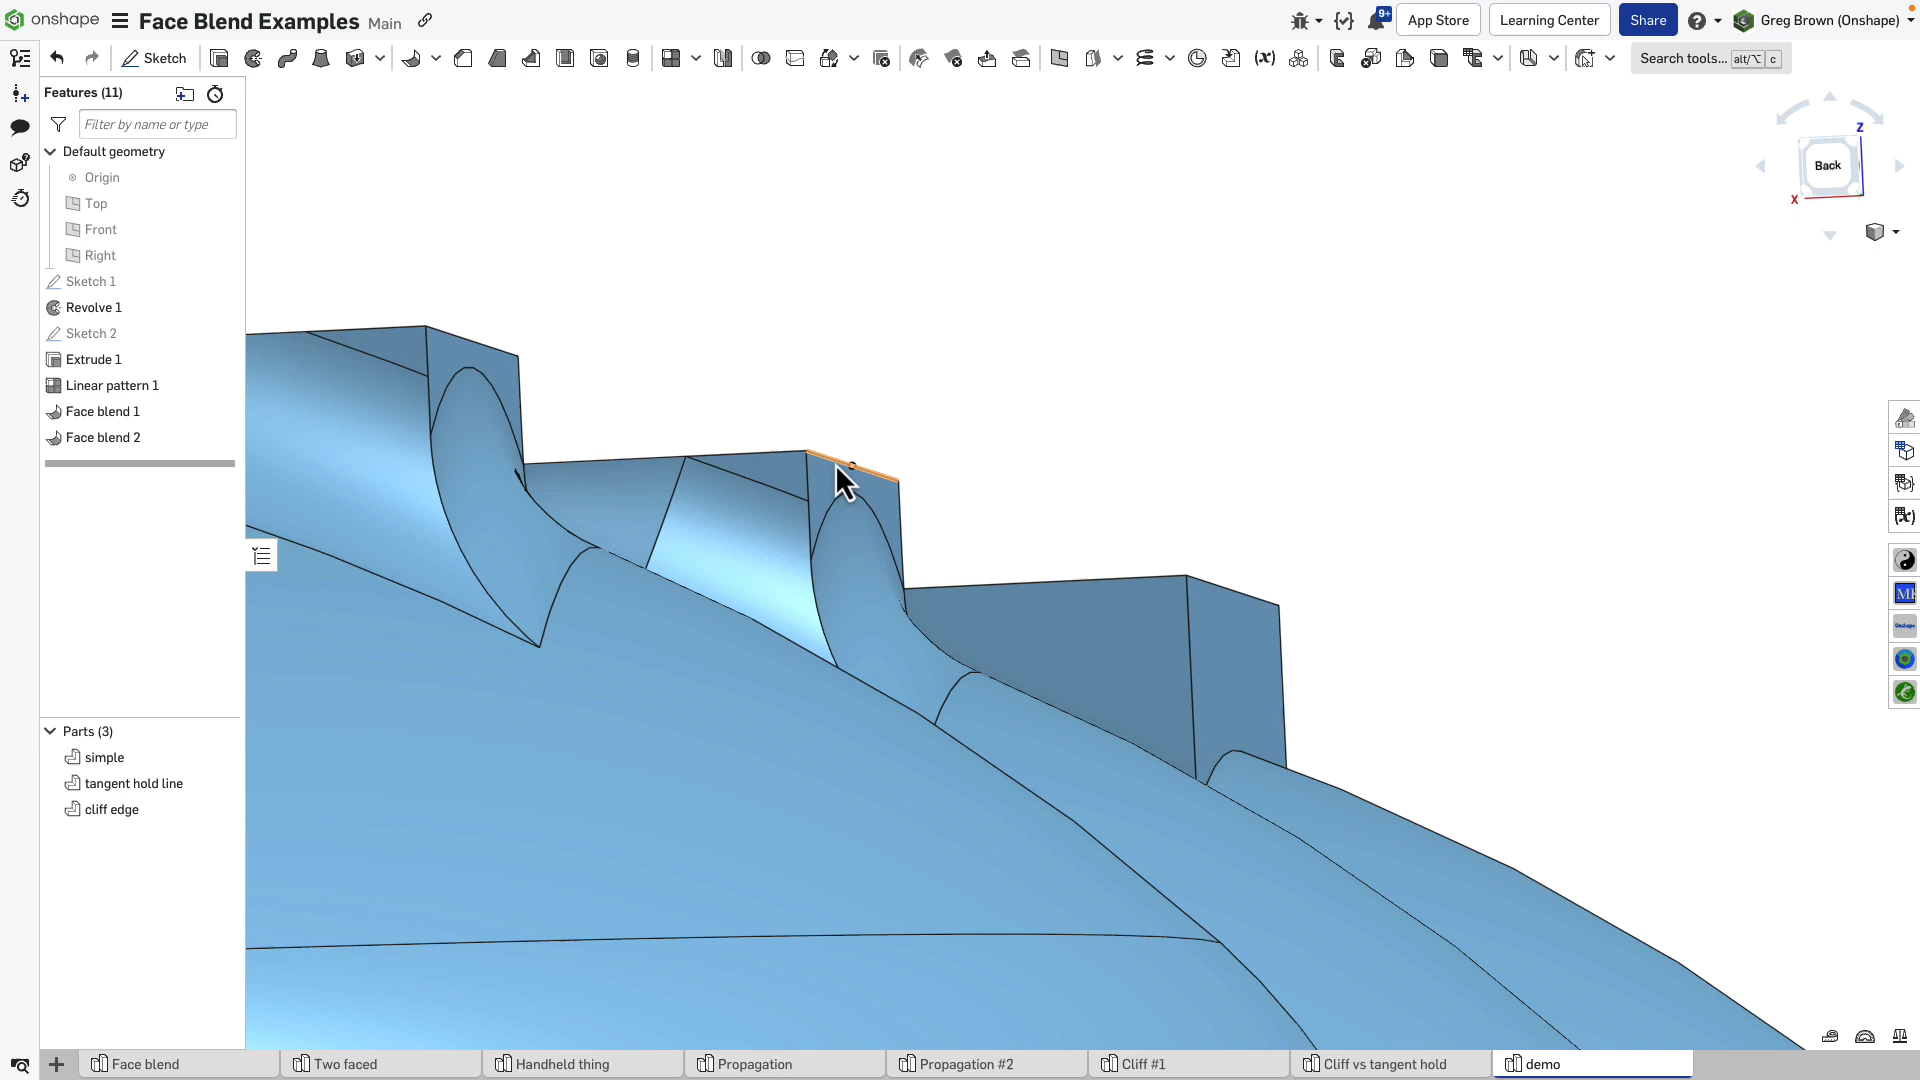 onshape Face Blend Examples Main 9+ App Store Learning Center Share Greg Brown (Onshape)
Sketch Search tools... alt/⌥ c
Features (11)
Filter by name or type
Default geometry
Origin
Top
Front
Right
Sketch 1
Revolve 1
Sketch 2
Extrude 1
Linear pattern 1
Face blend 1
Face blend 2
Parts (3)
simple
tangent hold line
cliff edge
Z
Back
X
Face blend Two faced Handheld thing Propagation Propagation #2 Cliff #1 Cliff vs tangent hold demo